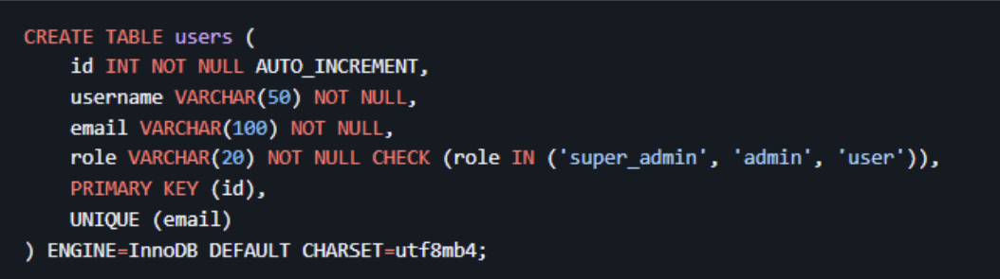 CREATE TABLE users (
    id INT NOT NULL AUTO_INCREMENT,
    username VARCHAR(50) NOT NULL,
    email VARCHAR(100) NOT NULL,
    role VARCHAR(20) NOT NULL CHECK (role IN ('super_admin', 'admin', 'user')),
    PRIMARY KEY (id),
    UNIQUE (email)
) ENGINE=InnoDB DEFAULT CHARSET=utf8mb4;